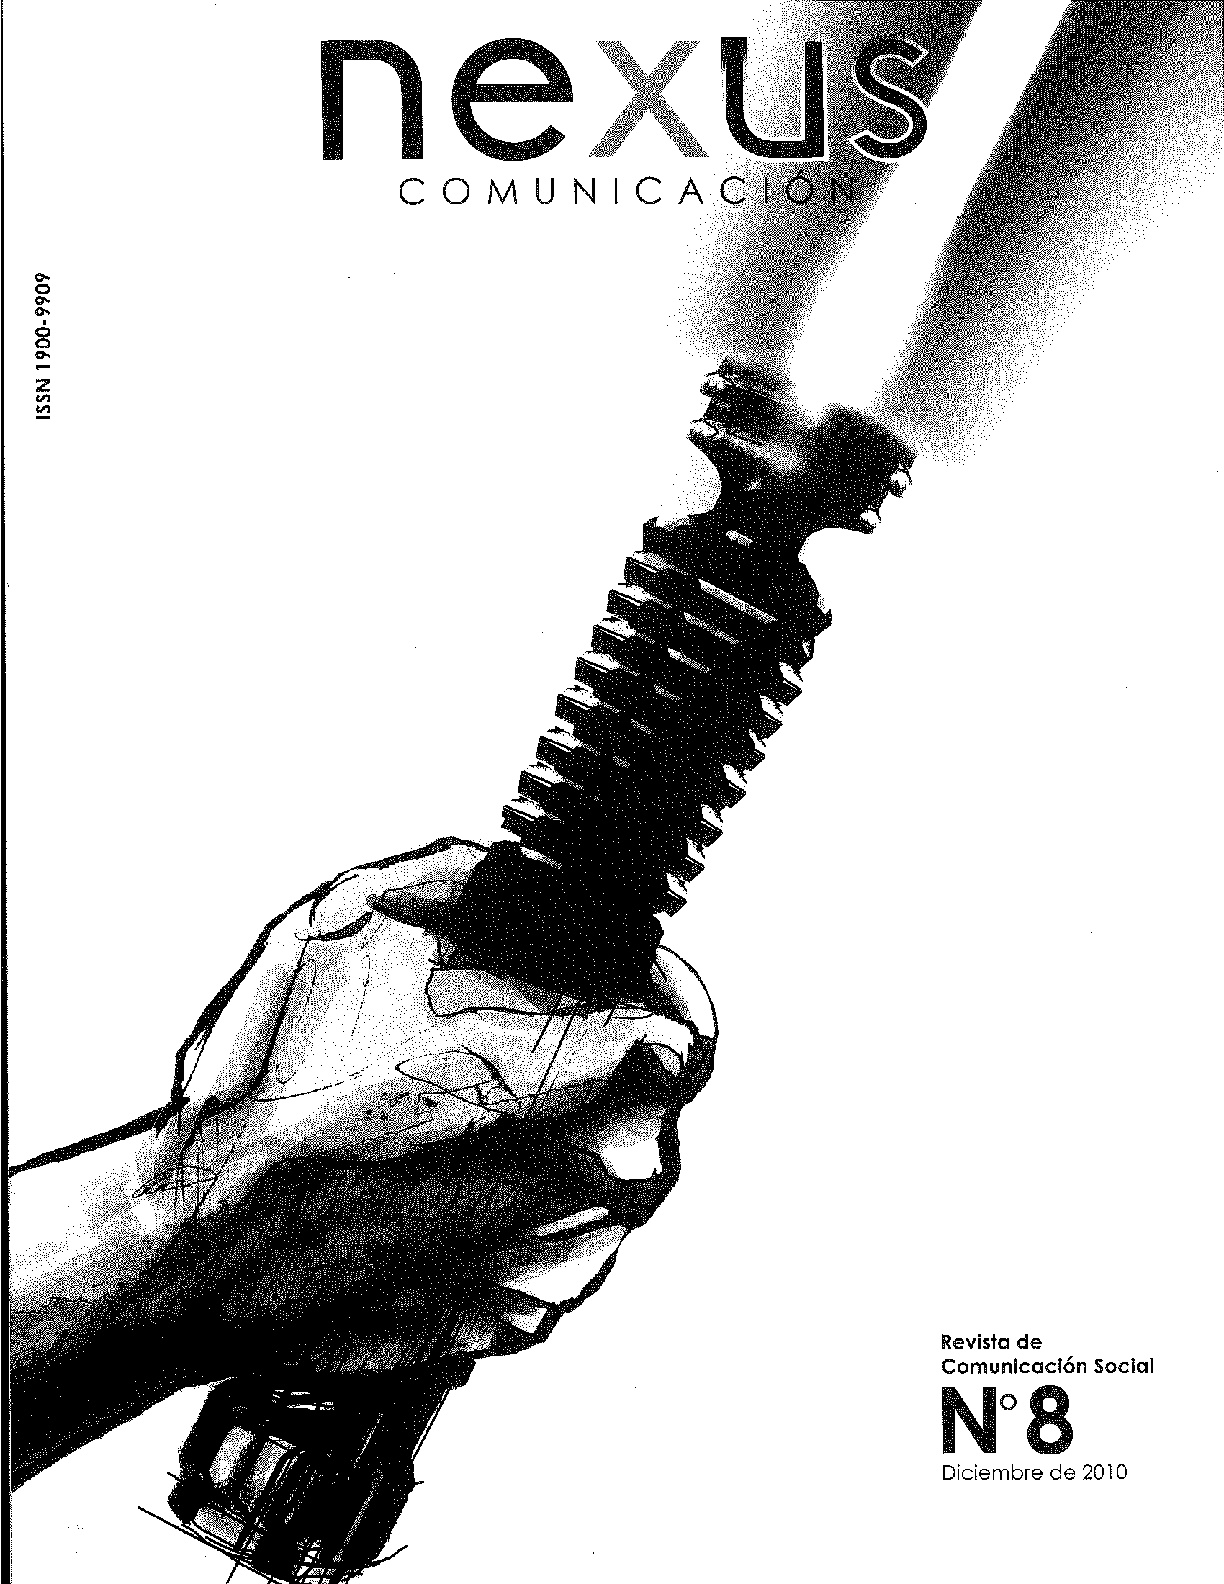 nexus
COMUNICACIÓN
ISSN 1900-9909
Revista de
Comunicación Social
N° 8
Diciembre de 2010